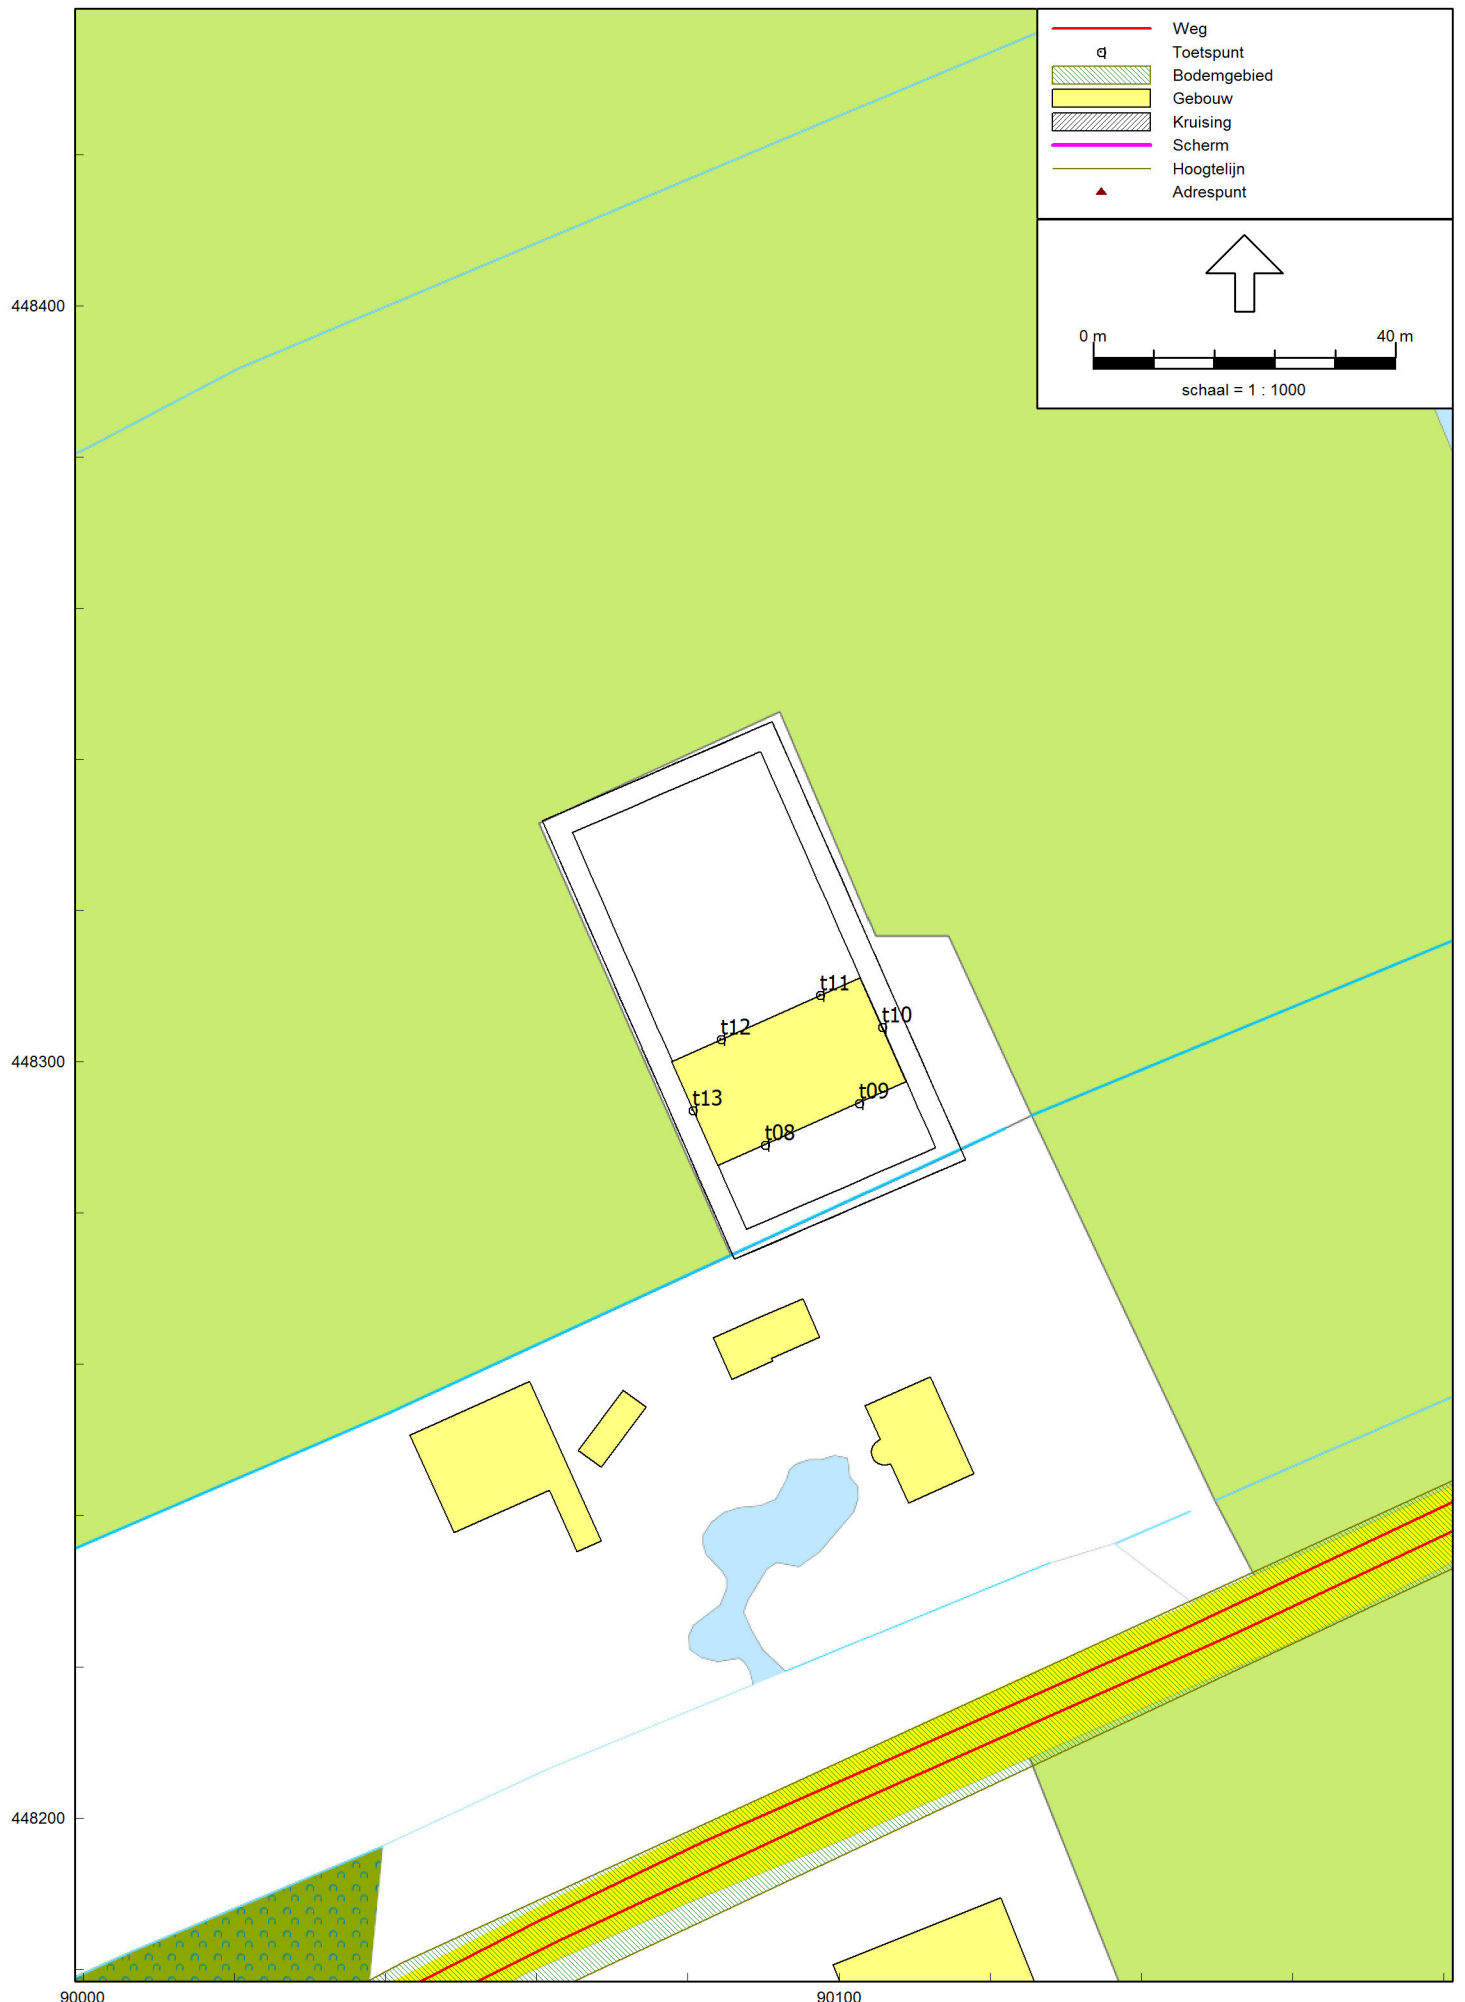 Weg
Toetspunt
Bodemgebied
Gebouw
Kruising
Scherm
Hoogtelijn
Adrespunt
0 m 40 m
schaal = 1 : 1000
448400
t11
t10
t12
448300
t09
t13
t08
448200
90000 90100